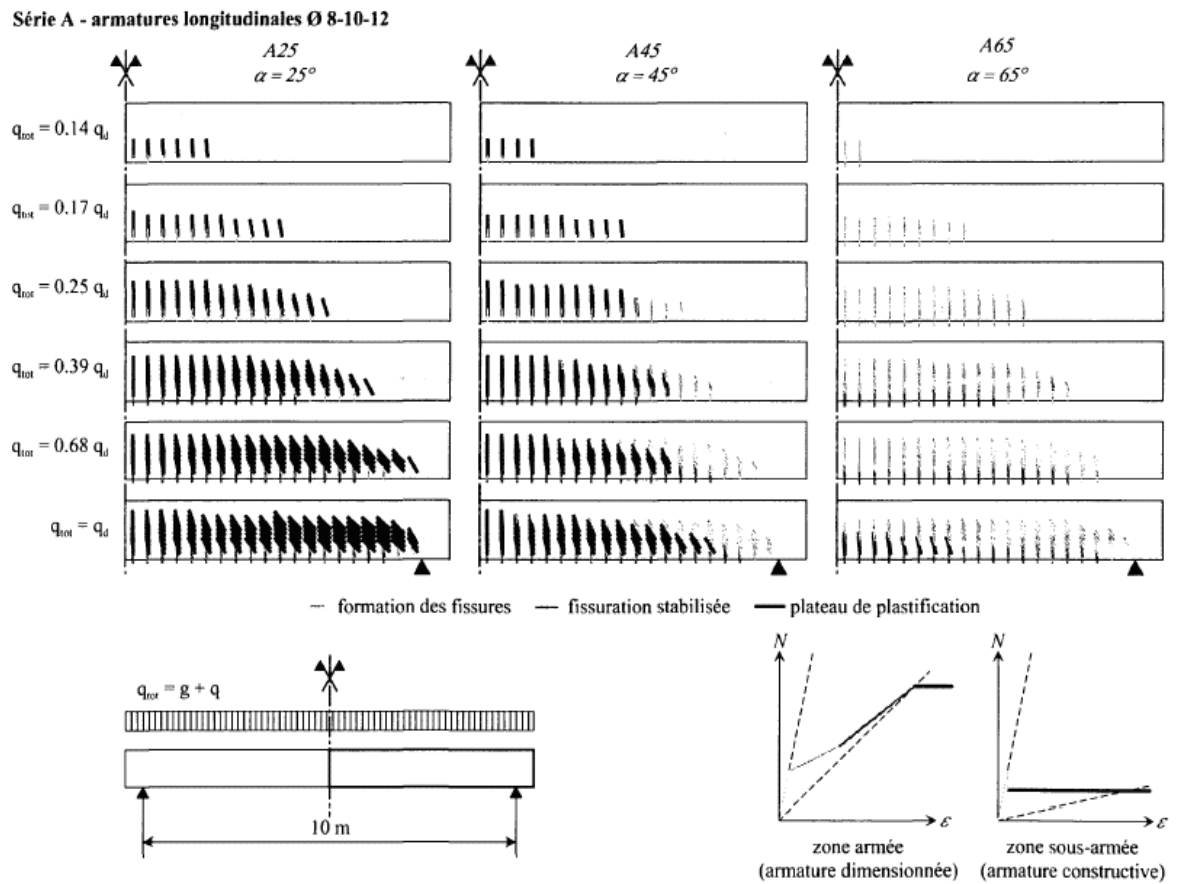 Série A - armatures longitudinales Ø 8-10-12
A25
α = 25°
A45
α = 45°
A65
α = 65°
q_tot = 0.14 q_d
q_tot = 0.17 q_d
q_tot = 0.25 q_d
q_tot = 0.39 q_d
q_tot = 0.68 q_d
q_tot = q_d
formation des fissures
fissuration stabilisée
plateau de plastification
q_tot = g + q
10 m
N
ε
zone armée
(armature dimensionnée)
N
ε
zone sous-armée
(armature constructive)